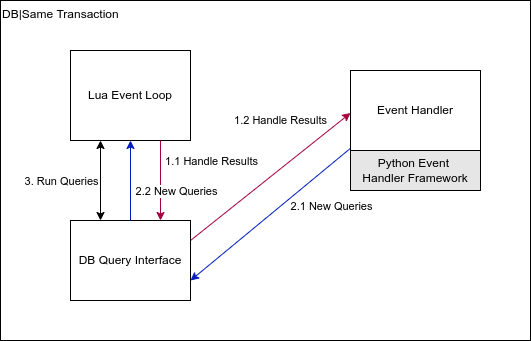 DB|Same Transaction
Lua Event Loop
Event Handler
1.2 Handle Results
1.1 Handle Results
Python Event
Handler Framework
3. Run Queries
2.2 New Queries
2.1 New Queries
DB Query Interface